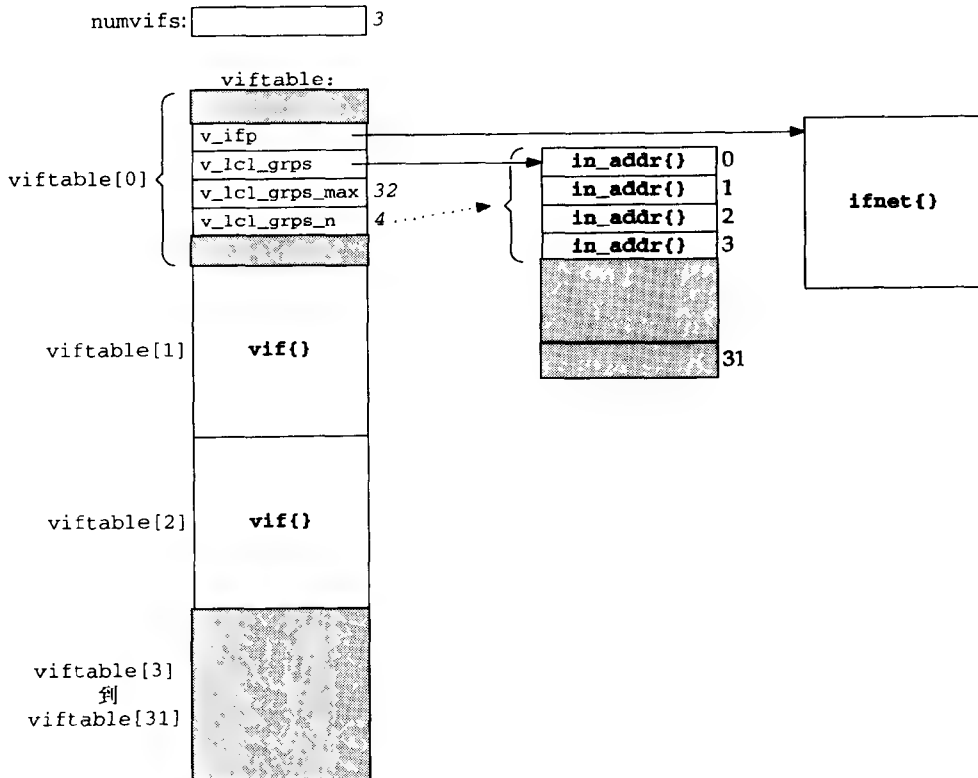 numvifs: 3
viftable:
viftable[0]
v_ifp
v_lcl_grps
v_lcl_grps_max 32
v_lcl_grps_n 4
in_addr{} 0
in_addr{} 1
in_addr{} 2
in_addr{} 3
31
ifnet{}
viftable[1] vif{}
viftable[2] vif{}
viftable[3]
到
viftable[31]